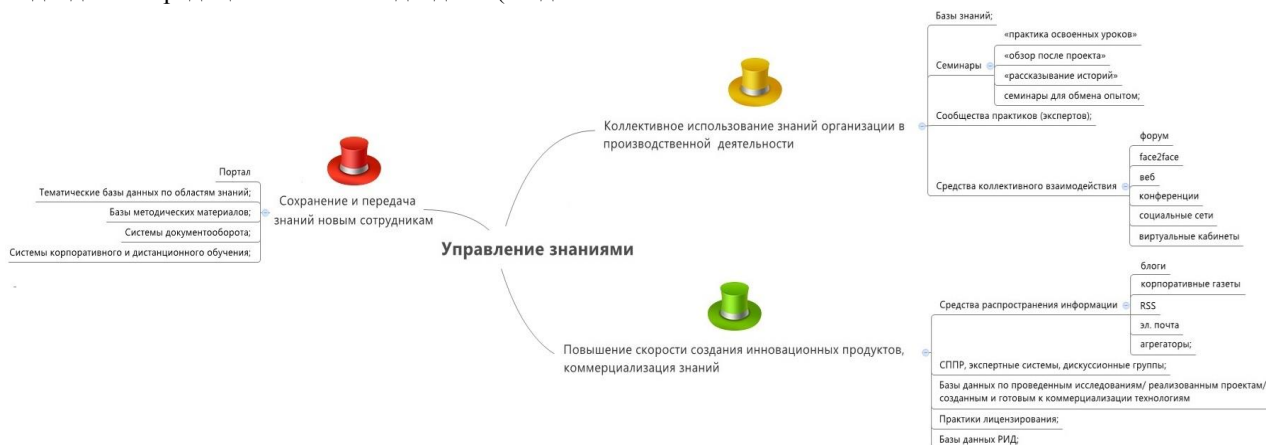 Базы знаний;
«практика освоенных уроков»
Семинары
«обзор после проекта»
«рассказывание историй»
семинары для обмена опытом;
Коллективное использование знаний организации в
производственной деятельности
Сообщества практиков (экспертов);
форум
face2face
Средства коллективного взаимодействия
веб
конференции
социальные сети
виртуальные кабинеты
Портал
Тематические базы данных по областям знаний;
Базы методических материалов;
Системы документооборота;
Системы корпоративного и дистанционного обучения;
Сохранение и передача
знаний новым сотрудникам
Управление знаниями
Повышение скорости создания инновационных продуктов,
коммерциализация знаний
блоги
корпоративные газеты
Средства распространения информации
RSS
эл. почта
агрегаторы;
СППР, экспертные системы, дискуссионные группы;
Базы данных по проведенным исследованиям/ реализованным проектам/
созданным и готовым к коммерциализации технологиям
Практики лицензирования;
Базы данных РИД;